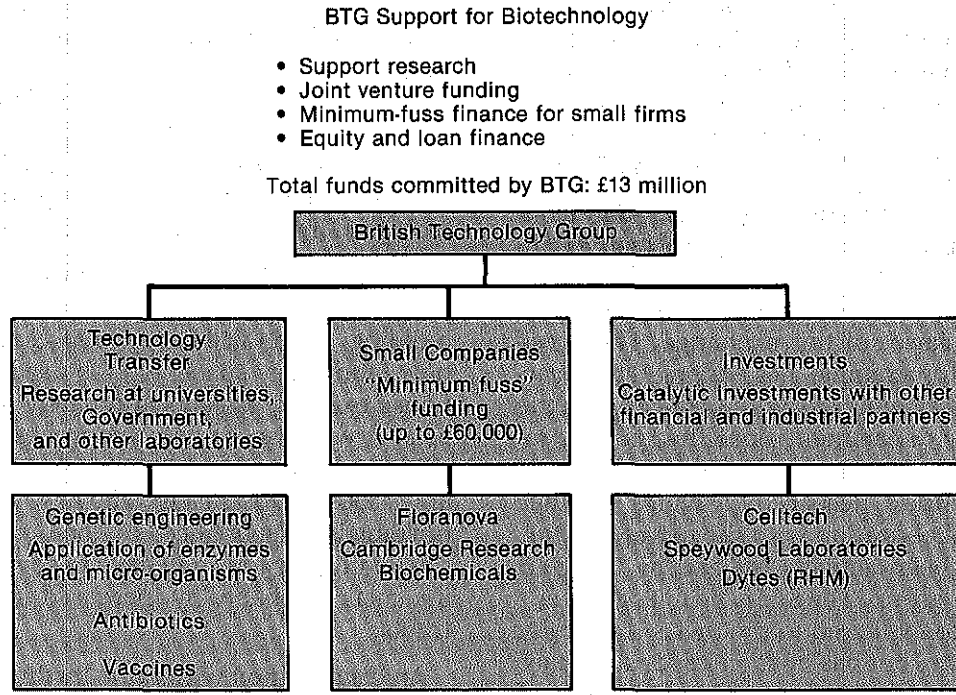 BTG Support for Biotechnology
• Support research
• Joint venture funding
• Minimum-fuss finance for small firms
• Equity and loan finance
Total funds committed by BTG: £13 million
British Technology Group
Technology
Transfer
Research at universities,
Government,
and other laboratories
Small Companies
"Minimum fuss"
funding
(up to £60,000)
Investments
Catalytic investments with other
financial and industrial partners
Genetic engineering
Application of enzymes
and micro-organisms
Antibiotics
Vaccines
Floranova
Cambridge Research
Biochemicals
Celltech
Speywood Laboratories
Dytes (RHM)